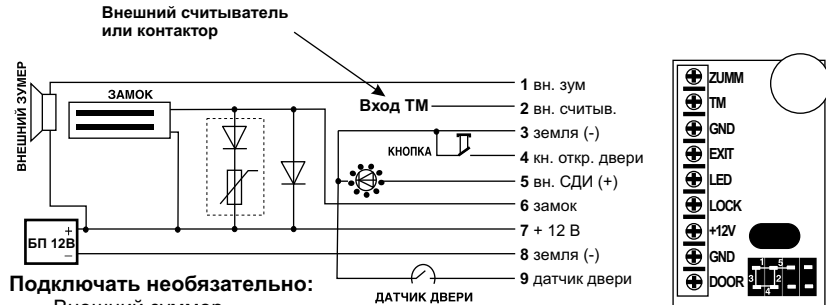 Внешний считыватель
или контактор
ВНЕШНИЙ ЗУМЕР
ЗАМОК
Вход ТМ
КНОПКА
БП 12В
+
–
ДАТЧИК ДВЕРИ
1 вн. зум
2 вн. считыв.
3 земля (-)
4 кн. откр. двери
5 вн. СДИ (+)
6 замок
7 + 12 В
8 земля (-)
9 датчик двери
ZUMM
TM
GND
EXIT
LED
LOCK
+12V
GND
DOOR
1 5
3 2
4
Подключать необязательно: